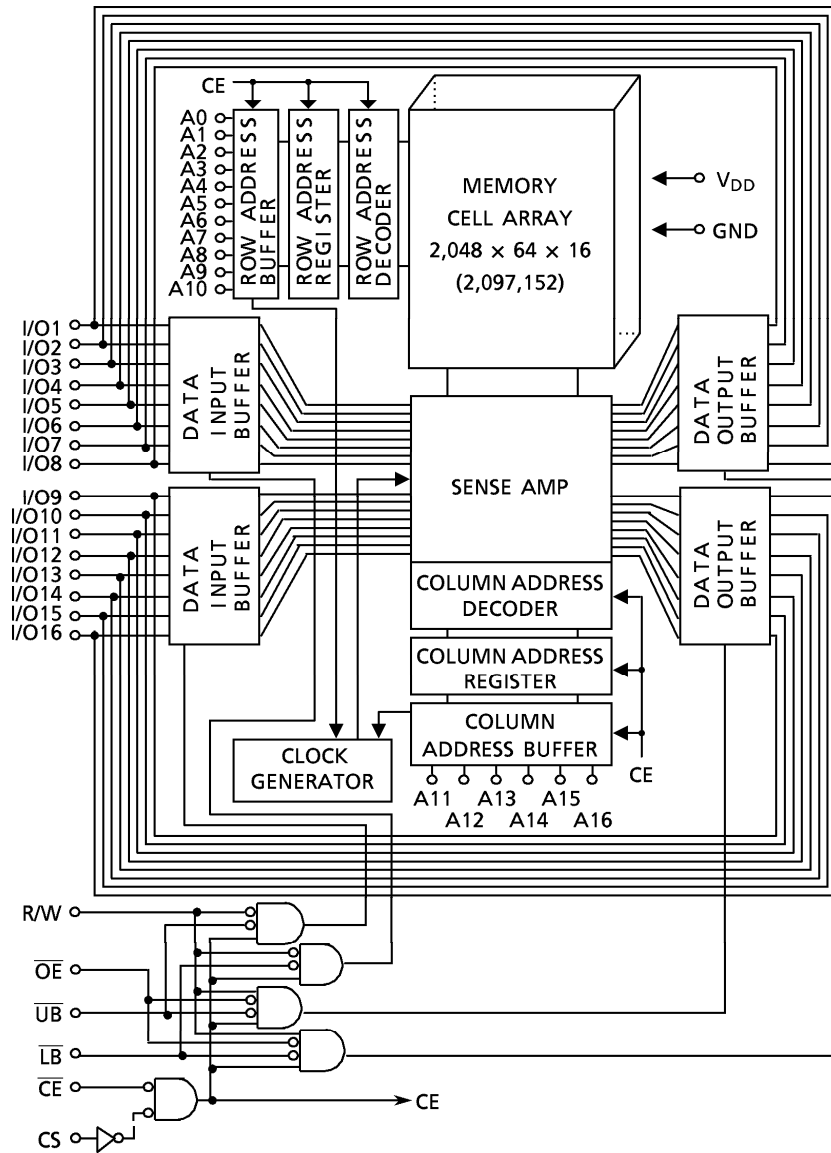 CE
A0
A1
A2
A3
A4
A5
A6
A7
A8
A9
A10
ROW ADDRESS
BUFFER
ROW ADDRESS
REGISTER
ROW ADDRESS
DECODER
MEMORY
CELL ARRAY
2,048 × 64 × 16
(2,097,152)
VDD
GND
I/O1
I/O2
I/O3
I/O4
I/O5
I/O6
I/O7
I/O8
DATA
INPUT
BUFFER
DATA
OUTPUT
BUFFER
SENSE AMP
I/O9
I/O10
I/O11
I/O12
I/O13
I/O14
I/O15
I/O16
DATA
INPUT
BUFFER
DATA
OUTPUT
BUFFER
COLUMN ADDRESS
DECODER
COLUMN ADDRESS
REGISTER
COLUMN
ADDRESS BUFFER
CE
CLOCK
GENERATOR
A11
A12
A13
A14
A15
A16
R/W
O̅E̅
U̅B̅
L̅B̅
C̅E̅
CE
CS